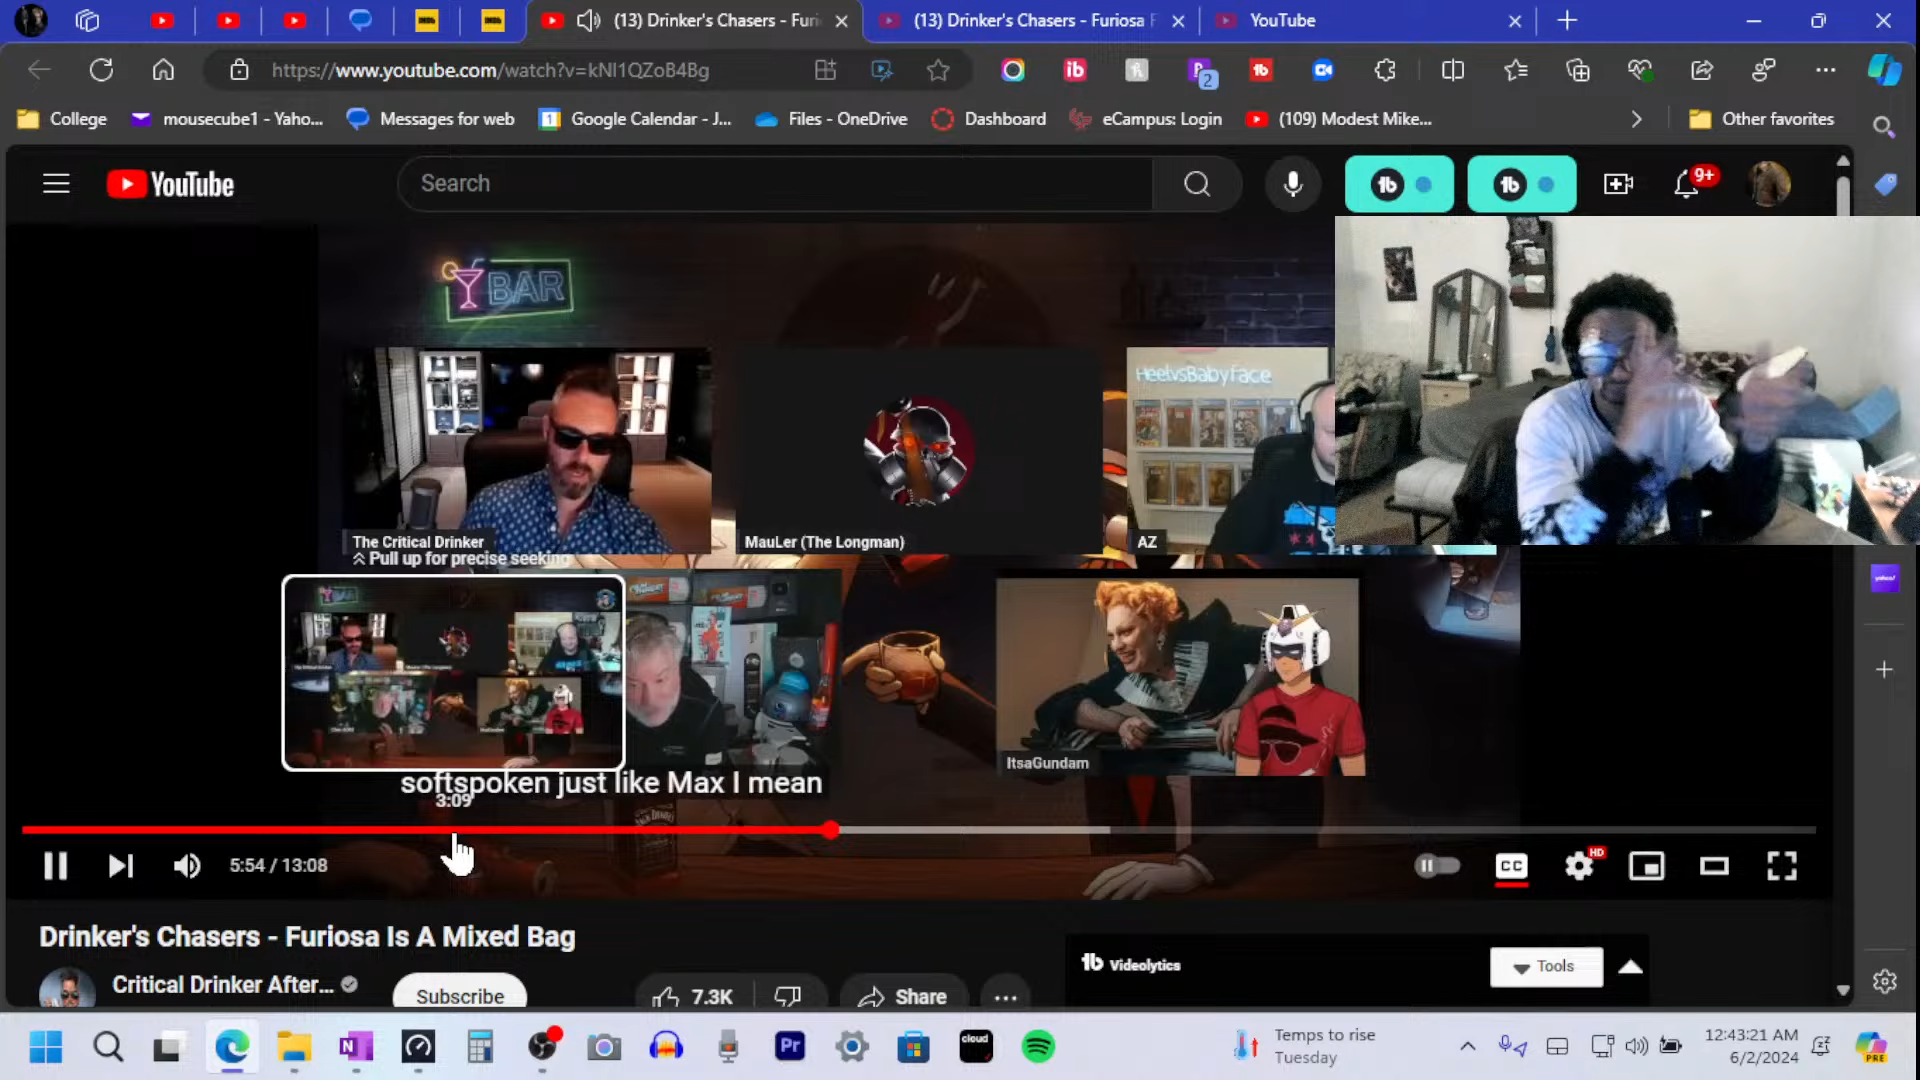 (13) Drinker's Chasers - Furi
(13) Drinker's Chasers - Furiosa F
YouTube
https://www.youtube.com/watch?v=kNl1QZoB4Bg
2
College
mousecube1 - Yaho...
Messages for web
Google Calendar - J...
Files - OneDrive
Dashboard
eCampus: Login
(109) Modest Mike...
Other favorites
YouTube
Search
9+
BAR
HeelvsBabyface
The Critical Drinker
MauLer (The Longman)
AZ
Pull up for precise seeking
ItsaGundam
softspoken just like Max I mean
3:09
5:54 / 13:08
CC
HD
Drinker's Chasers - Furiosa Is A Mixed Bag
Critical Drinker After...
Subscribe
7.3K
Share
Videolytics
Tools
Temps to rise
Tuesday
12:43:21 AM
6/2/2024